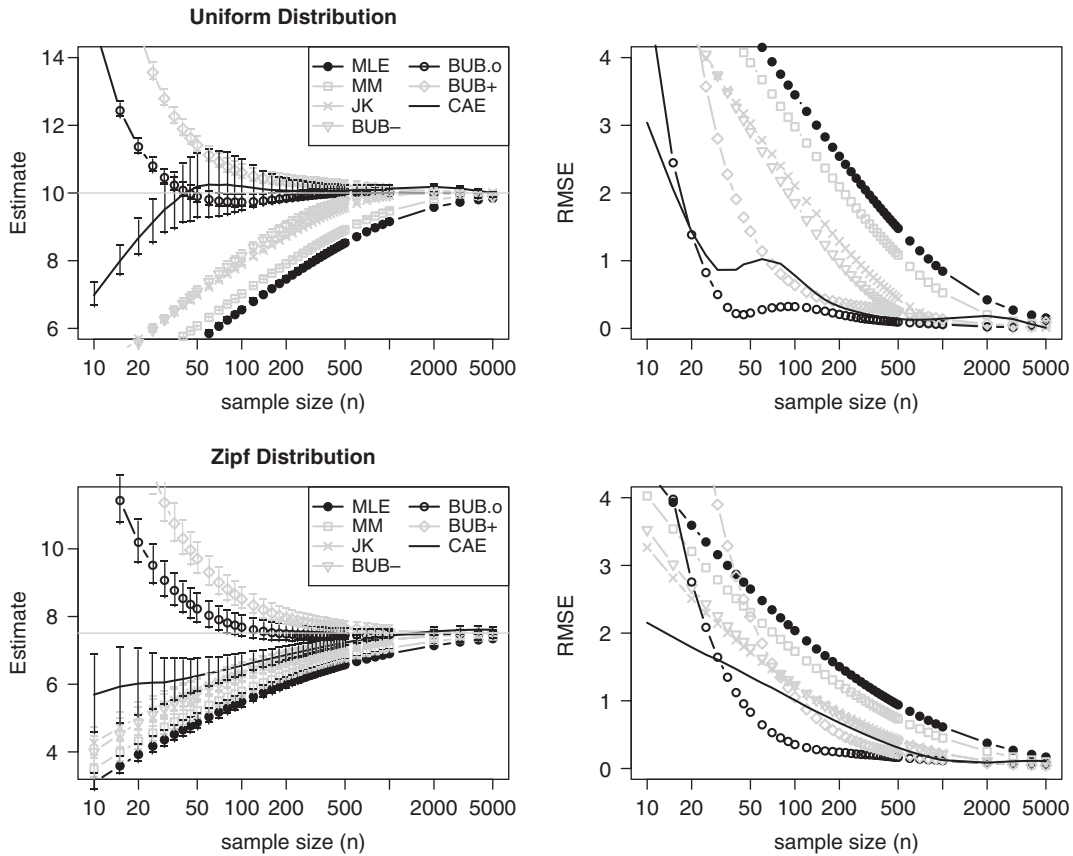 Uniform Distribution
Estimate
14
12
10
8
6
MLE
MM
JK
BUB−
BUB.o
BUB+
CAE
10 20 50 100 200 500 2000 5000
sample size (n)
RMSE
4
3
2
1
0
10 20 50 100 200 500 2000 5000
sample size (n)
Zipf Distribution
Estimate
10
8
6
4
MLE
MM
JK
BUB−
BUB.o
BUB+
CAE
10 20 50 100 200 500 2000 5000
sample size (n)
RMSE
4
3
2
1
0
10 20 50 100 200 500 2000 5000
sample size (n)